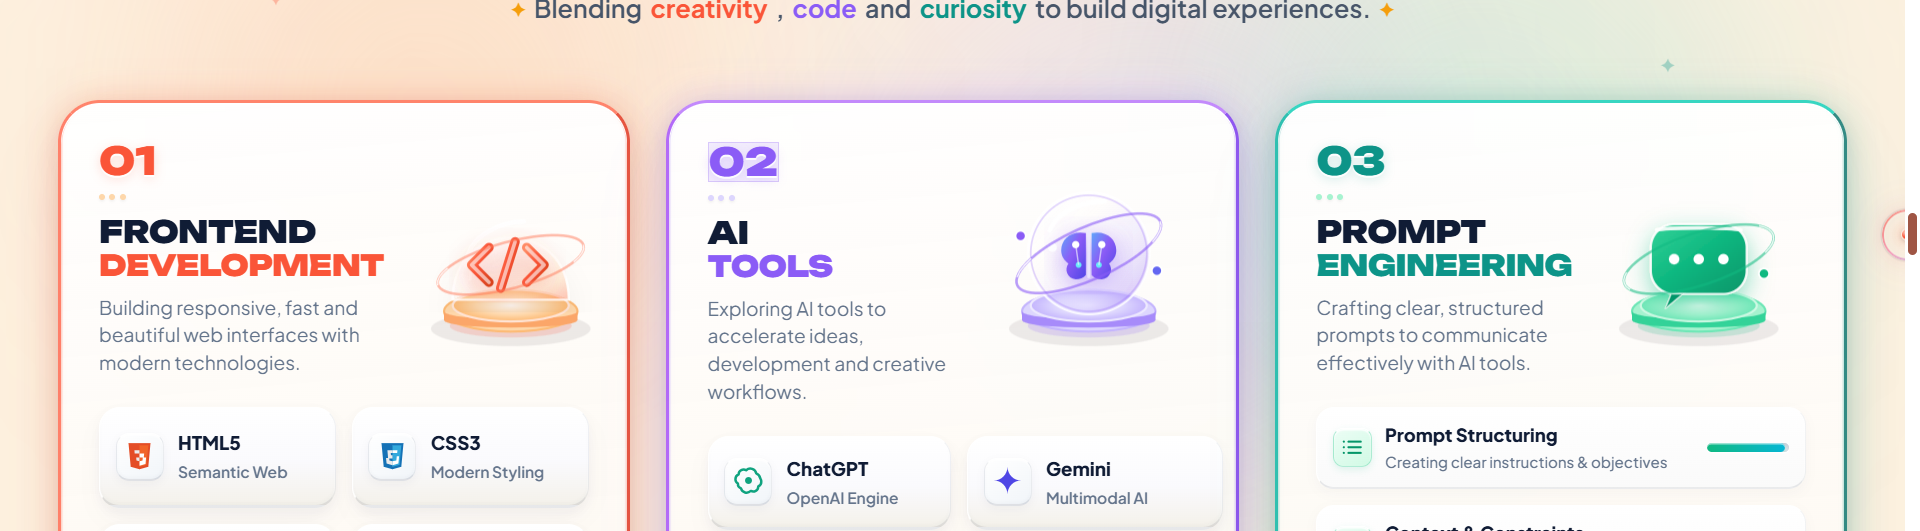 Blending creativity , code and curiosity to build digital experiences.
01
FRONTEND
DEVELOPMENT
Building responsive, fast and
beautiful web interfaces with
modern technologies.
HTML5
Semantic Web
CSS3
Modern Styling
02
AI
TOOLS
Exploring AI tools to
accelerate ideas,
development and creative
workflows.
ChatGPT
OpenAI Engine
Gemini
Multimodal AI
03
PROMPT
ENGINEERING
Crafting clear, structured
prompts to communicate
effectively with AI tools.
Prompt Structuring
Creating clear instructions & objectives
Context & Constraints